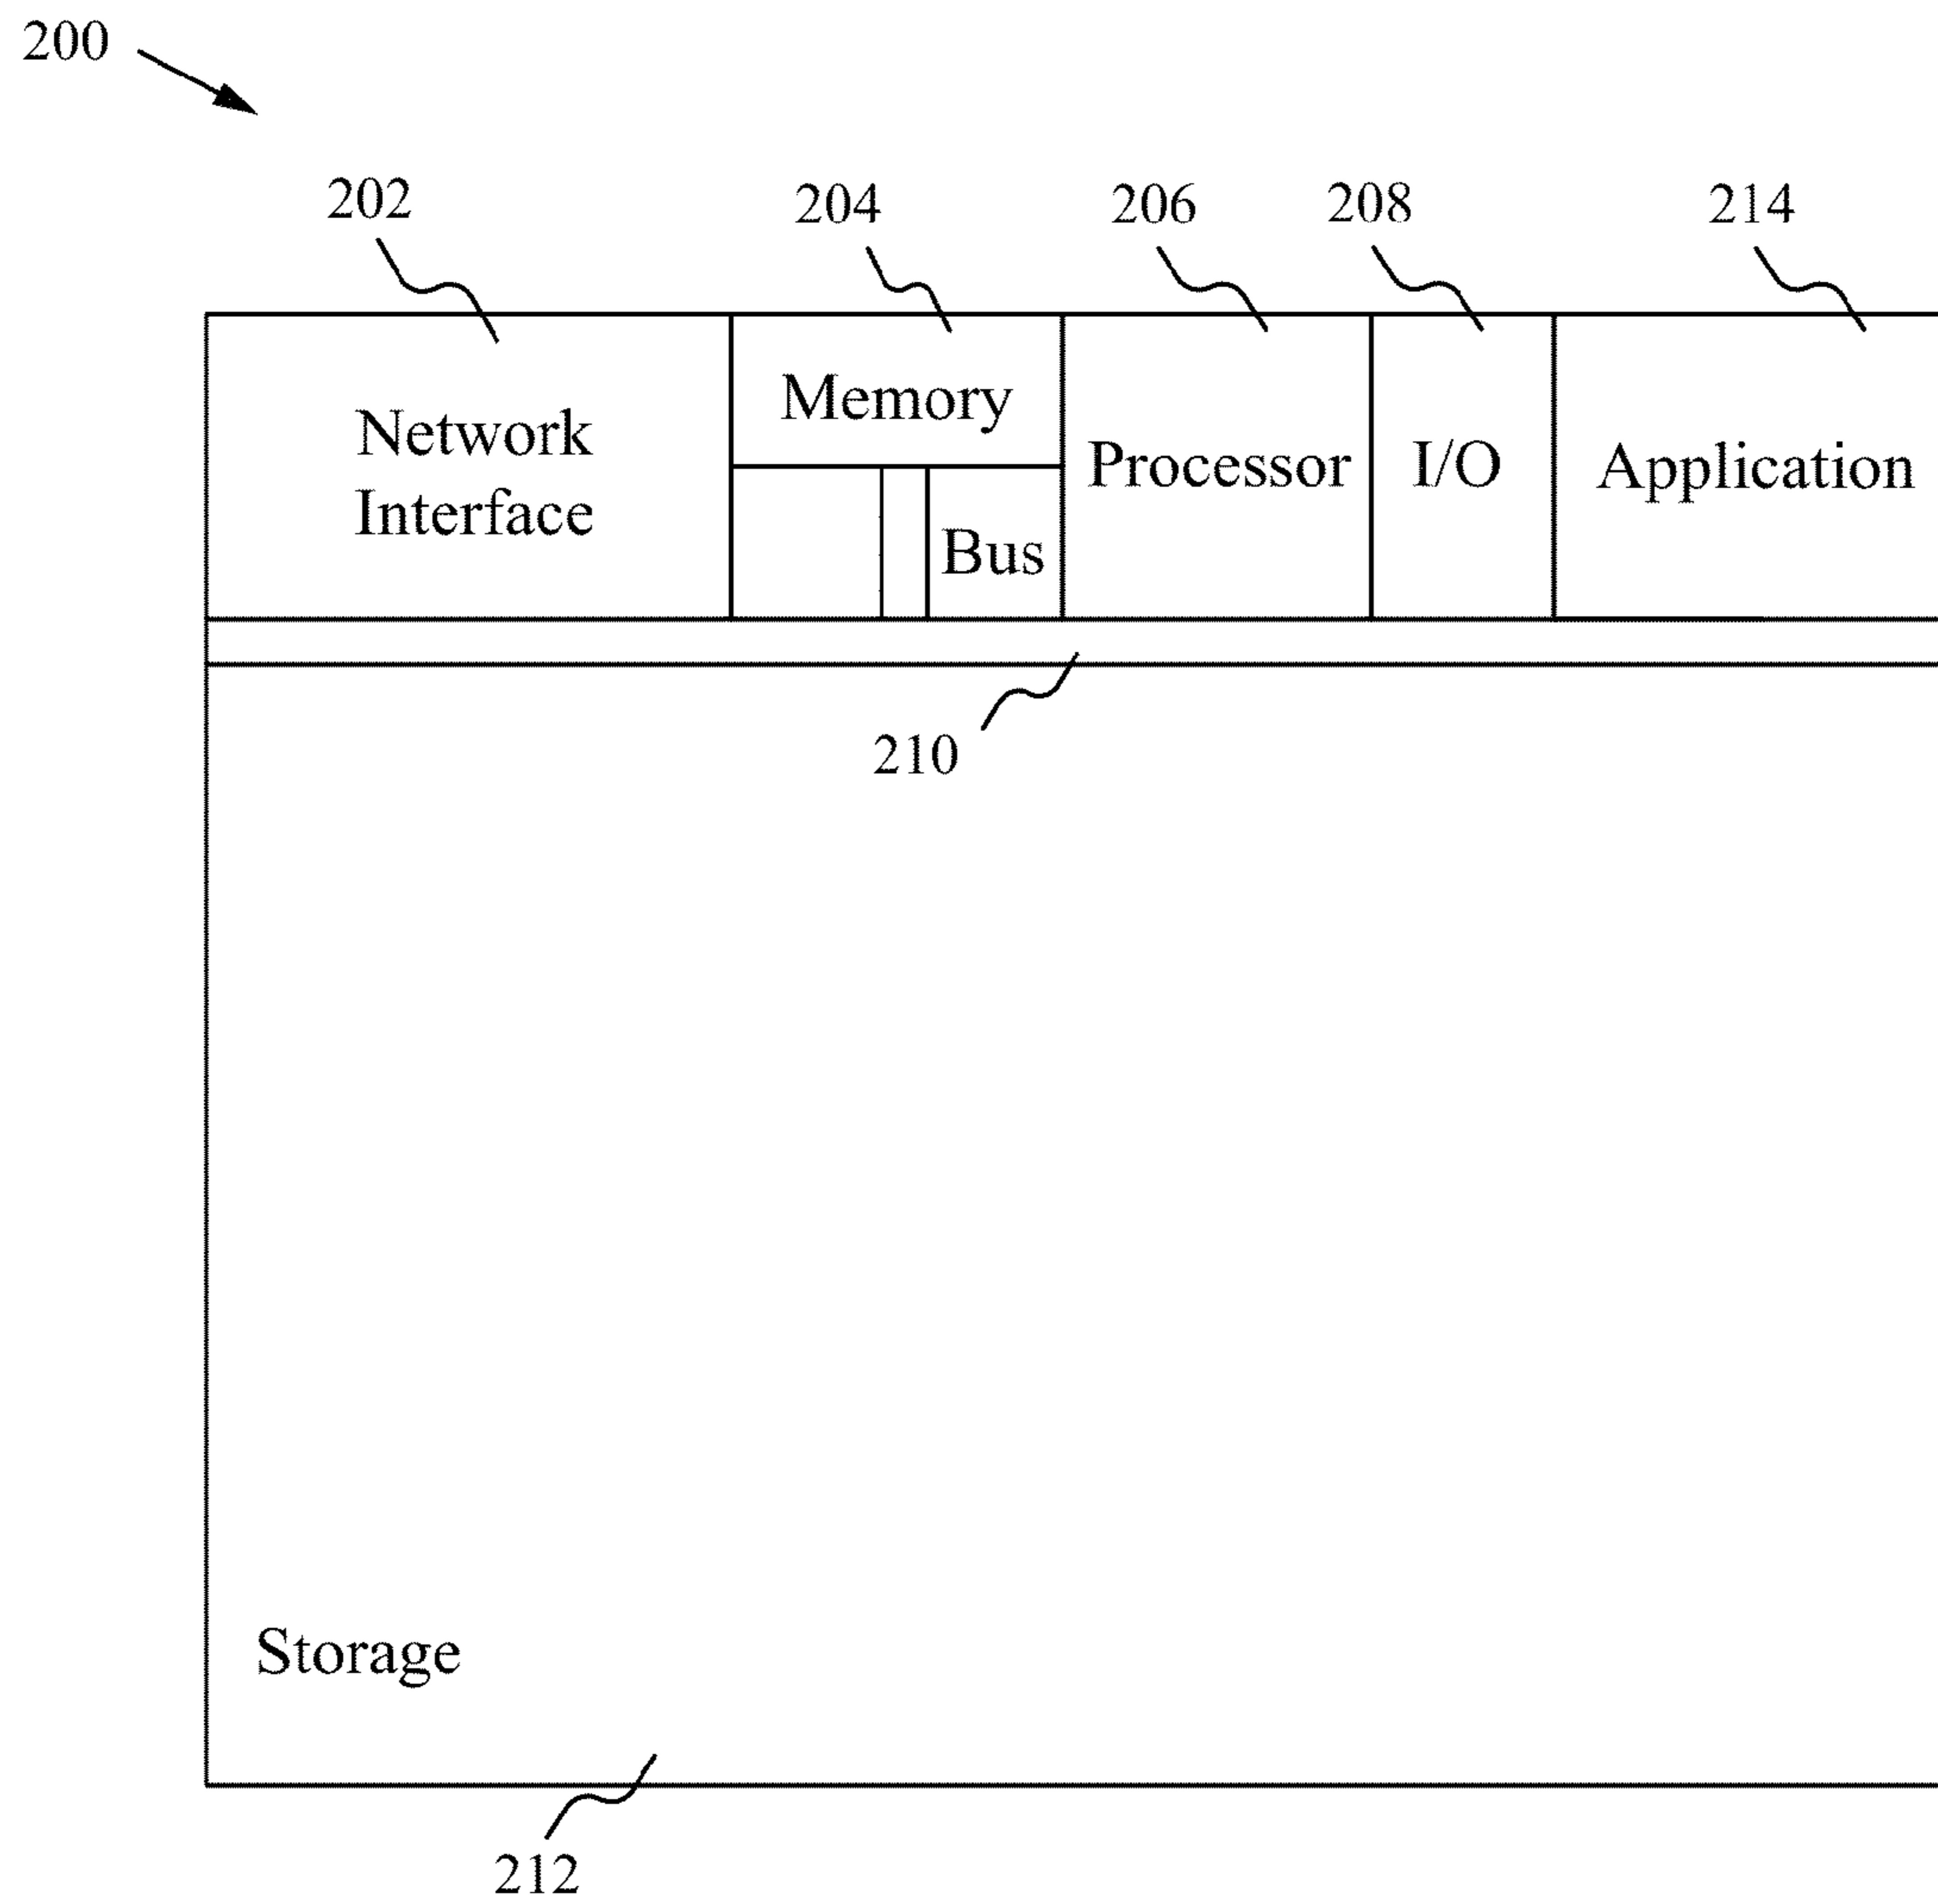 200
202
204
206
208
214
Memory
Network
Interface
Processor
I/O
Application
Bus
210
Storage
212